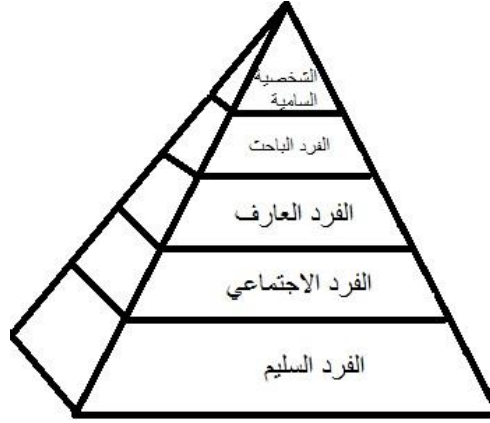 الشخصية
السامية
الفرد الباحث
الفرد العارف
الفرد الاجتماعي
الفرد السليم